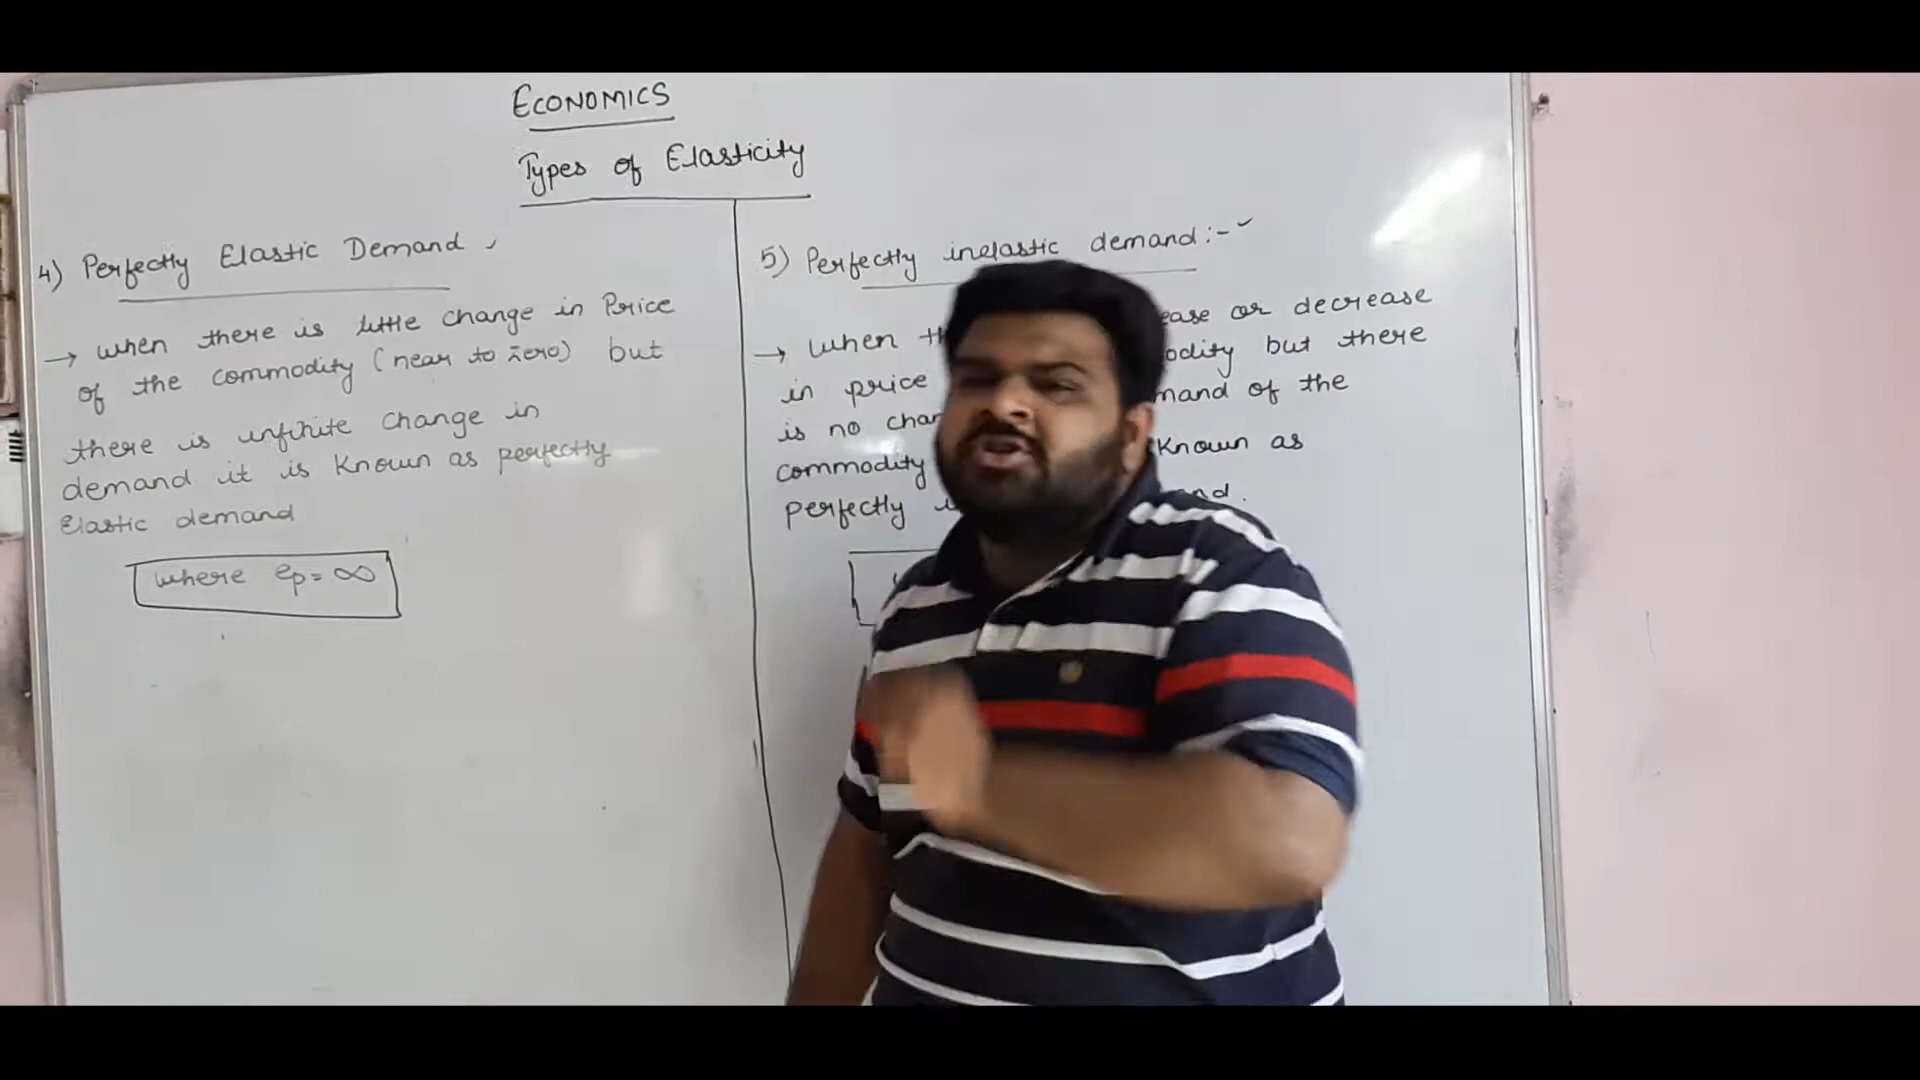 ECONOMICS
Types of Elasticity
4) Perfectly Elastic Demand
→ when there is little change in Price
of the commodity (near to zero) but
there is infinite change in
demand it is Known as perfectly
Elastic demand
where ep = ∞
5) Perfectly inelastic demand :-
→ when ease or decrease
in price odity but there
is no mand of the
commodity Known as
perfectly